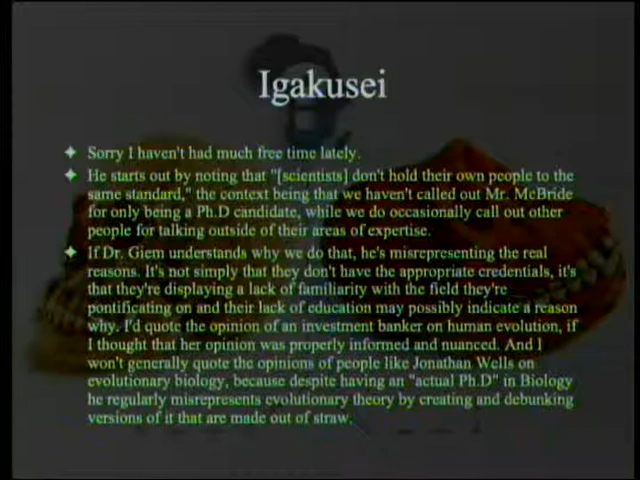 Igakusei
Sorry I haven't had much free time lately.
He starts out by noting that "[scientists] don't hold their own people to the
same standard," the context being that we haven't called out Mr. McBride
for only being a Ph.D candidate, while we do occasionally call out other
people for talking outside of their areas of expertise.
If Dr. Giem understands why we do that, he's misrepresenting the real
reasons. It's not simply that they don't have the appropriate credentials, it's
that they're displaying a lack of familiarity with the field they're
pontificating on and their lack of education may possibly indicate a reason
why. I'd quote the opinion of an investment banker on human evolution, if
I thought that her opinion was properly informed and nuanced. And I
won't generally quote the opinions of people like Jonathan Wells on
evolutionary biology, because despite having an "actual Ph.D" in Biology
he regularly misrepresents evolutionary theory by creating and debunking
versions of it that are made out of straw.